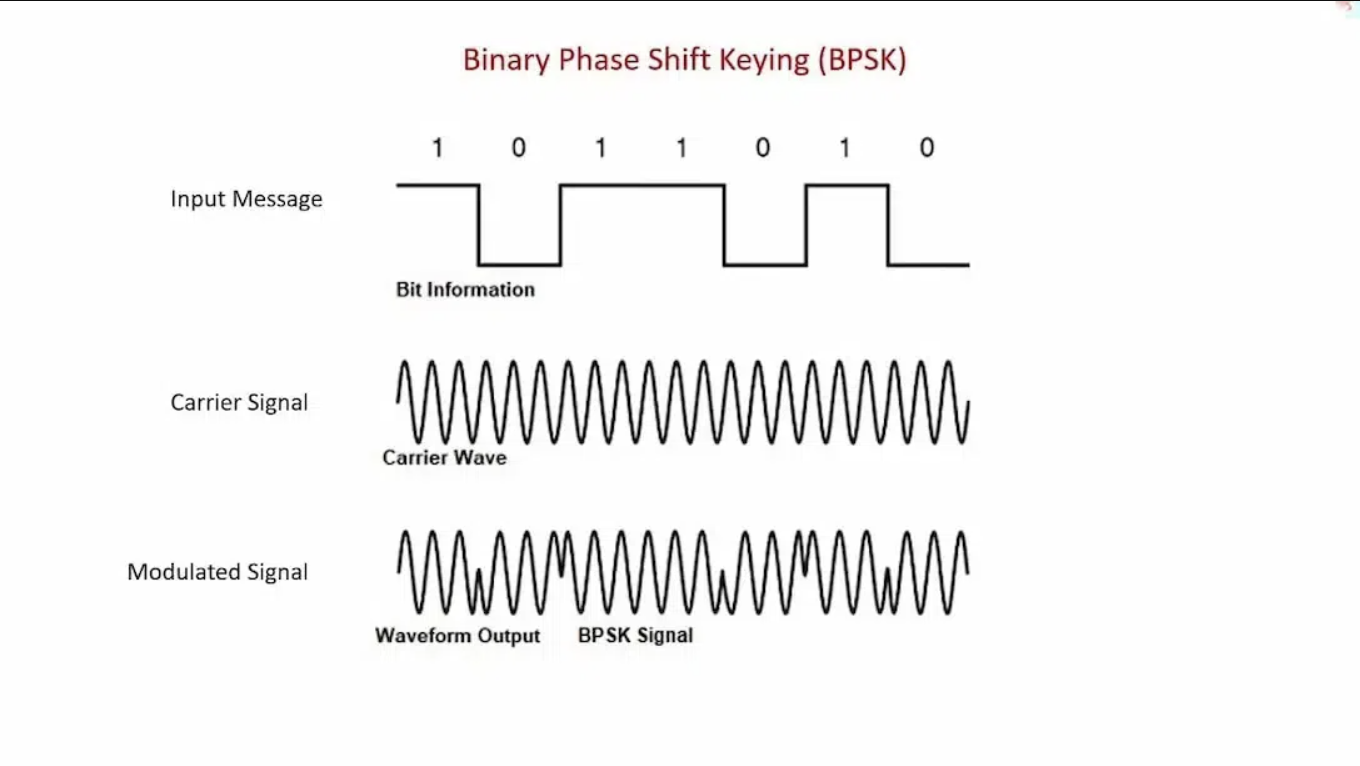 Binary Phase Shift Keying (BPSK)
1 0 1 1 0 1 0
Input Message
Bit Information
Carrier Signal
Carrier Wave
Modulated Signal
Waveform Output BPSK Signal